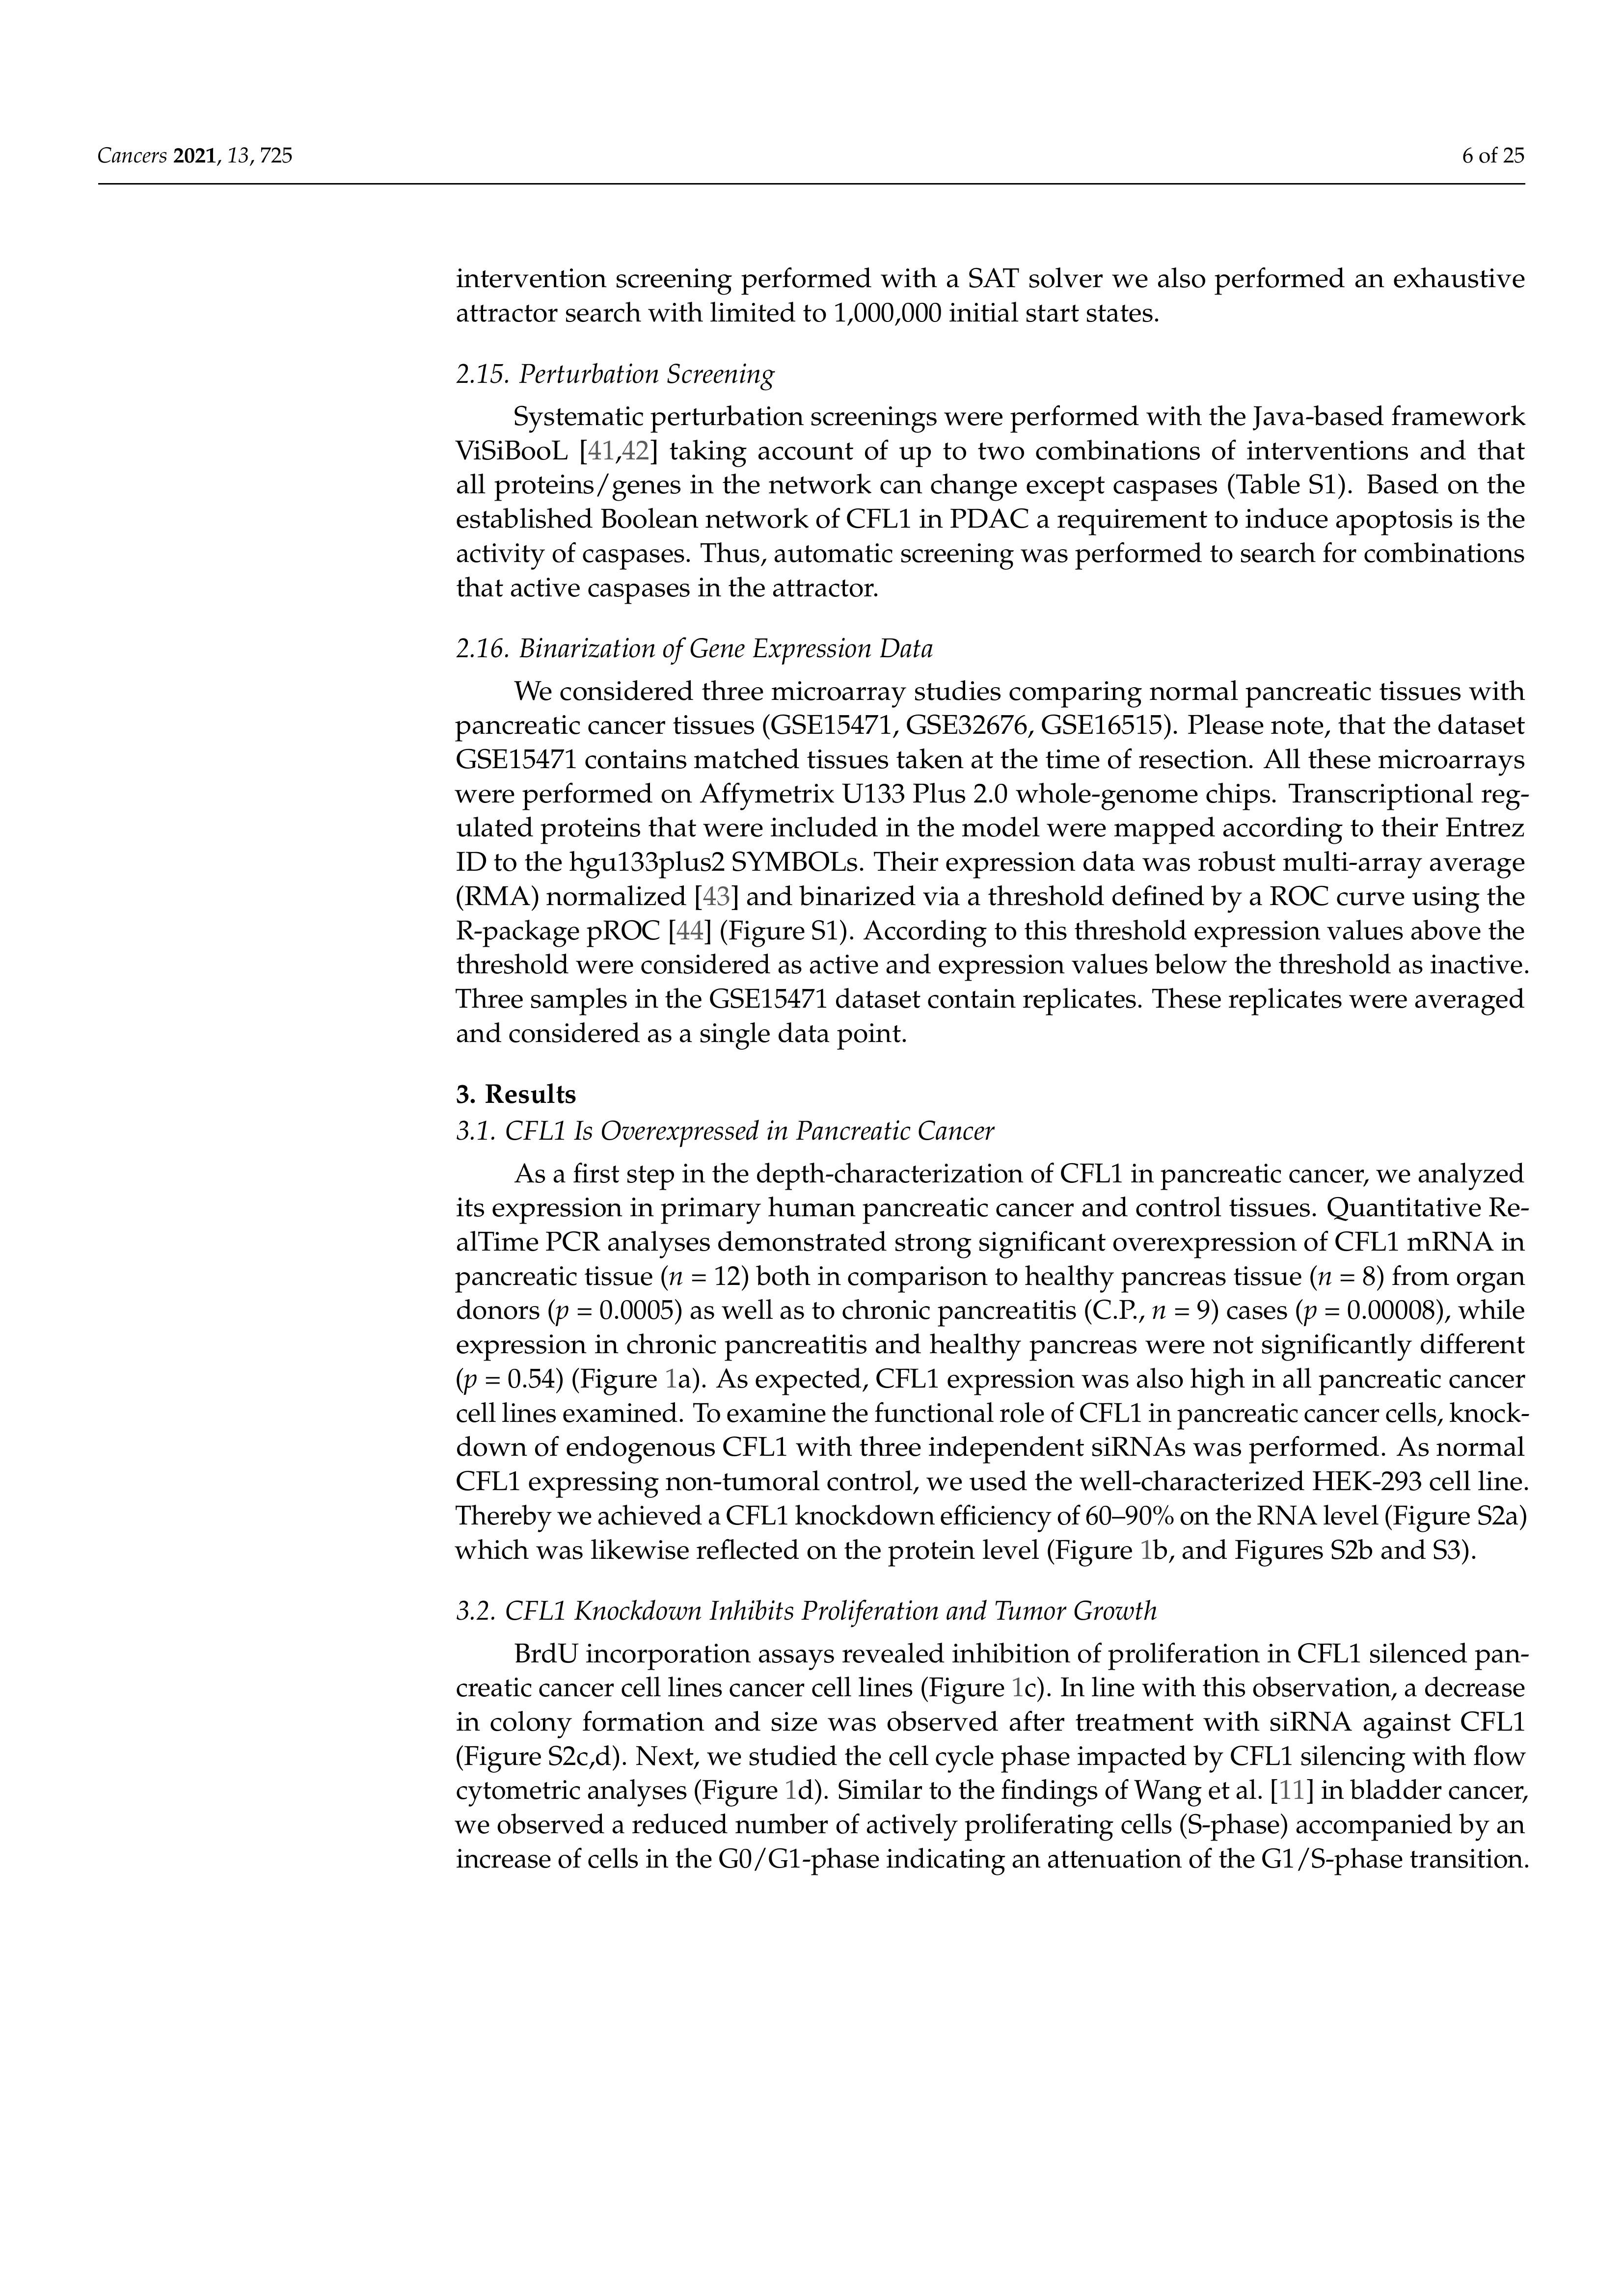 Cancers 2021, 13, 725
6 of 25
intervention screening performed with a SAT solver we also performed an exhaustive
attractor search with limited to 1,000,000 initial start states.
2.15. Perturbation Screening
Systematic perturbation screenings were performed with the Java-based framework
ViSiBooL [41,42] taking account of up to two combinations of interventions and that
all proteins/genes in the network can change except caspases (Table S1). Based on the
established Boolean network of CFL1 in PDAC a requirement to induce apoptosis is the
activity of caspases. Thus, automatic screening was performed to search for combinations
that active caspases in the attractor.
2.16. Binarization of Gene Expression Data
We considered three microarray studies comparing normal pancreatic tissues with
pancreatic cancer tissues (GSE15471, GSE32676, GSE16515). Please note, that the dataset
GSE15471 contains matched tissues taken at the time of resection. All these microarrays
were performed on Affymetrix U133 Plus 2.0 whole-genome chips. Transcriptional reg-
ulated proteins that were included in the model were mapped according to their Entrez
ID to the hgu133plus2 SYMBOLs. Their expression data was robust multi-array average
(RMA) normalized [43] and binarized via a threshold defined by a ROC curve using the
R-package pROC [44] (Figure S1). According to this threshold expression values above the
threshold were considered as active and expression values below the threshold as inactive.
Three samples in the GSE15471 dataset contain replicates. These replicates were averaged
and considered as a single data point.
3. Results
3.1. CFL1 Is Overexpressed in Pancreatic Cancer
As a first step in the depth-characterization of CFL1 in pancreatic cancer, we analyzed
its expression in primary human pancreatic cancer and control tissues. Quantitative Re-
alTime PCR analyses demonstrated strong significant overexpression of CFL1 mRNA in
pancreatic tissue (n = 12) both in comparison to healthy pancreas tissue (n = 8) from organ
donors (p = 0.0005) as well as to chronic pancreatitis (C.P., n = 9) cases (p = 0.00008), while
expression in chronic pancreatitis and healthy pancreas were not significantly different
(p = 0.54) (Figure 1a). As expected, CFL1 expression was also high in all pancreatic cancer
cell lines examined. To examine the functional role of CFL1 in pancreatic cancer cells, knock-
down of endogenous CFL1 with three independent siRNAs was performed. As normal
CFL1 expressing non-tumoral control, we used the well-characterized HEK-293 cell line.
Thereby we achieved a CFL1 knockdown efficiency of 60–90% on the RNA level (Figure S2a)
which was likewise reflected on the protein level (Figure 1b, and Figures S2b and S3).
3.2. CFL1 Knockdown Inhibits Proliferation and Tumor Growth
BrdU incorporation assays revealed inhibition of proliferation in CFL1 silenced pan-
creatic cancer cell lines cancer cell lines (Figure 1c). In line with this observation, a decrease
in colony formation and size was observed after treatment with siRNA against CFL1
(Figure S2c,d). Next, we studied the cell cycle phase impacted by CFL1 silencing with flow
cytometric analyses (Figure 1d). Similar to the findings of Wang et al. [11] in bladder cancer,
we observed a reduced number of actively proliferating cells (S-phase) accompanied by an
increase of cells in the G0/G1-phase indicating an attenuation of the G1/S-phase transition.